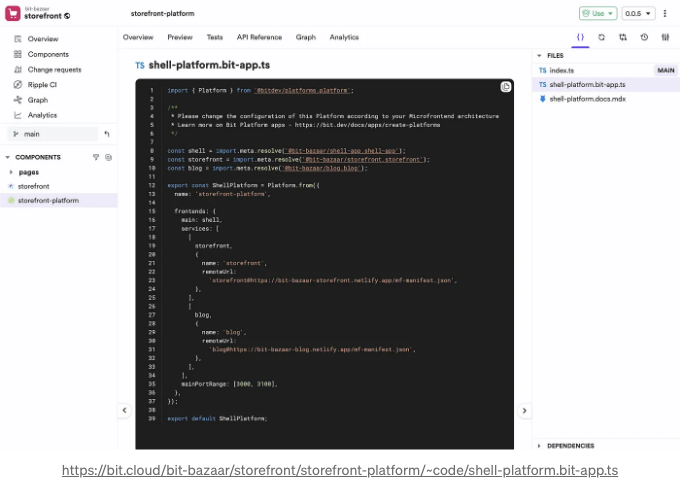 bit-bazaar
storefront
storefront-platform
Use
0.0.5
Overview
Components
Change requests
Ripple CI
Graph
Analytics
main
COMPONENTS
pages
storefront
storefront-platform
Overview Preview Tests API Reference Graph Analytics
TS shell-platform.bit-app.ts
1 import { Platform } from '@bitdev/platforms.platform';
2
3 /**
4 * Please change the configuration of this Platform according to your Microfrontend architecture
5 * Learn more on Bit Platform apps - https://bit.dev/docs/apps/create-platforms
6 */
7
8 const shell = import.meta.resolve('@bit-bazaar/shell-app.shell-app');
9 const storefront = import.meta.resolve('@bit-bazaar/storefront.storefront');
10 const blog = import.meta.resolve('@bit-bazaar/blog.blog');
11
12 export const ShellPlatform = Platform.from({
13 name: 'storefront-platform',
14
15 frontends: {
16 main: shell,
17 services: [
18 [
19 storefront,
20 {
21 name: 'storefront',
22 remoteUrl:
23 'storefront@https://bit-bazaar-storefront.netlify.app/mf-manifest.json',
24 },
25 ],
26 [
27 blog,
28 {
29 name: 'blog',
30 remoteUrl:
31 'blog@https://bit-bazaar-blog.netlify.app/mf-manifest.json',
32 },
33 ],
34 ],
35 mainPortRange: [3000, 3100],
36 },
37 });
38
39 export default ShellPlatform;
FILES
TS index.ts MAIN
TS shell-platform.bit-app.ts
shell-platform.docs.mdx
DEPENDENCIES
https://bit.cloud/bit-bazaar/storefront/storefront-platform/~code/shell-platform.bit-app.ts